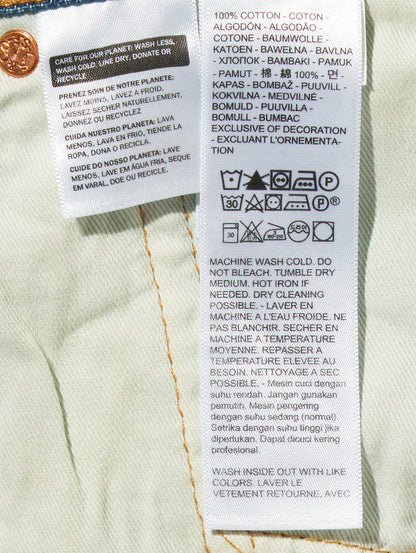 CARE FOR OUR PLANET: WASH LESS,
WASH COLD, LINE DRY, DONATE OR
RECYCLE
PRENEZ SOIN DE NOTRE PLANETE:
LAVEZ MOINS, LAVEZ A FROID,
LAISSEZ SECHER NATURELLEMENT,
DONNEZ OU RECYCLEZ
CUIDA NUESTRO PLANETA: LAVA
MENOS, LAVA EN FRIO, TIENDE LA
ROPA, DONA O RECICLA.
CUIDE DO NOSSO PLANETA: LAVE
MENOS, LAVE EM ÁGUA FRIA, SEQUE
EM VARAL, DOE OU RECICLE.
100% COTTON - COTON -
ALGODÓN - ALGODÃO -
COTONE - BAUMWOLLE -
KATOEN - BAWEŁNA - BAVLNA
- ХЛОПОК - BAMBAKI - PAMUK
- PAMUT - 棉 - 綿 100% - 면 -
KAPAS - BOMBAŽ - PUUVILL -
KOKVILNA - MEDVILNĖ -
BOMULD - PUUVILLA -
BOMULL - BUMBAC
EXCLUSIVE OF DECORATION
- EXCLUANT L'ORNEMENTA-
TION
P
30 P
30
MACHINE WASH COLD. DO
NOT BLEACH. TUMBLE DRY
MEDIUM. HOT IRON IF
NEEDED. DRY CLEANING
POSSIBLE. - LAVER EN
MACHINE A L'EAU FROIDE. NE
PAS BLANCHIR. SECHER EN
MACHINE A TEMPERATURE
MOYENNE. REPASSER A
TEMPERATURE ELEVEE AU
BESOIN. NETTOYAGE A SEC
POSSIBLE. - Mesin cuci dengan
suhu rendah. Jangan gunakan
pemutih. Mesin pengering
dengan suhu sedang (normal)
Setrika dengan suhu tinggi jika
diperlukan. Dapat dicuci kering
profesional.
WASH INSIDE OUT WITH LIKE
COLORS. LAVER LE
VETEMENT RETOURNE, AVEC